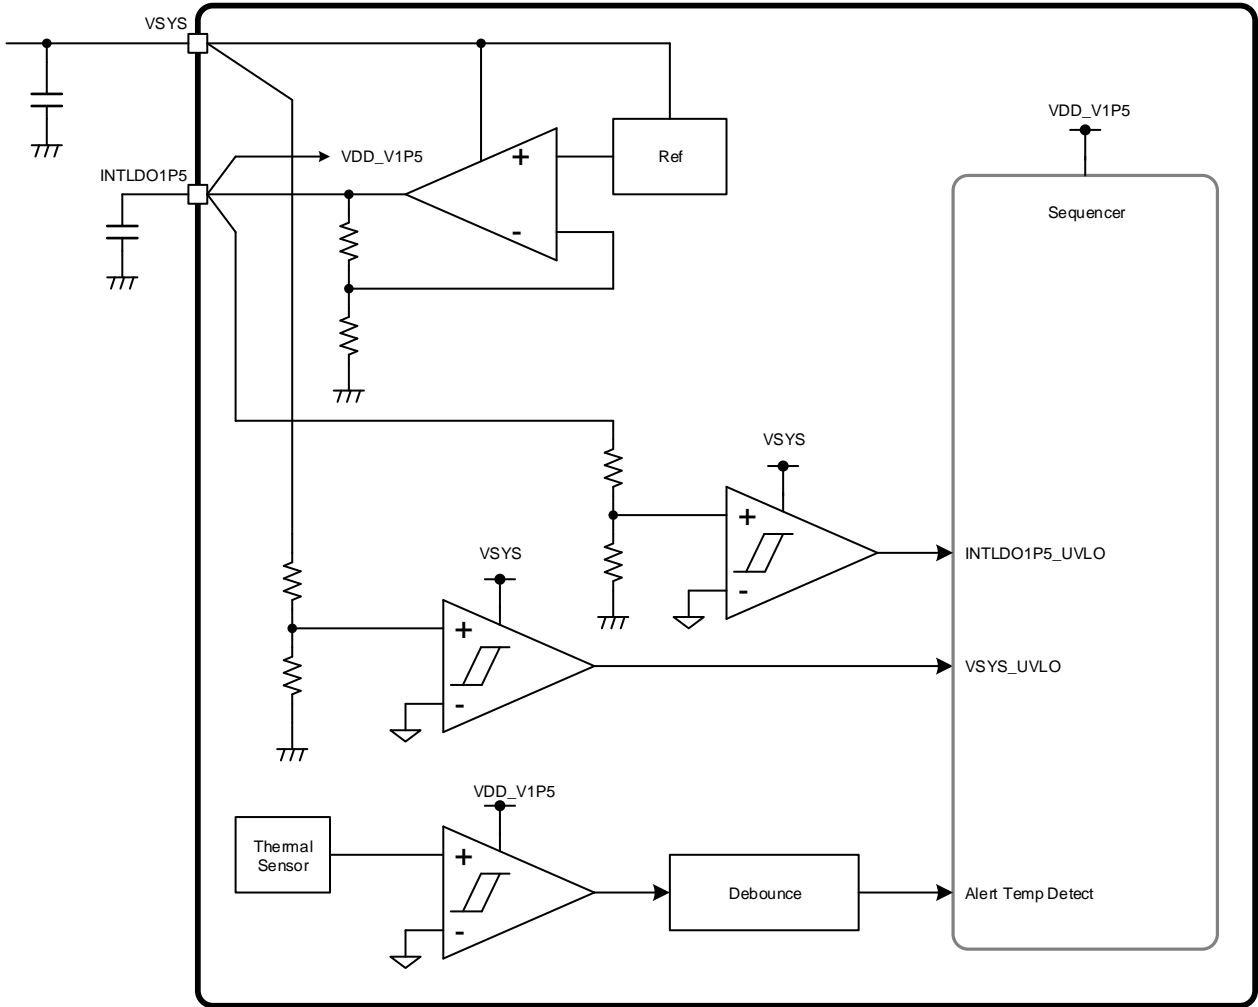 VSYS
VDD_V1P5
VDD_V1P5
+
Ref
INTLDO1P5
Sequencer
-
VSYS
+
INTLDO1P5_UVLO
VSYS
-
+
VSYS_UVLO
-
VDD_V1P5
Thermal
Sensor
+
Debounce
Alert Temp Detect
-